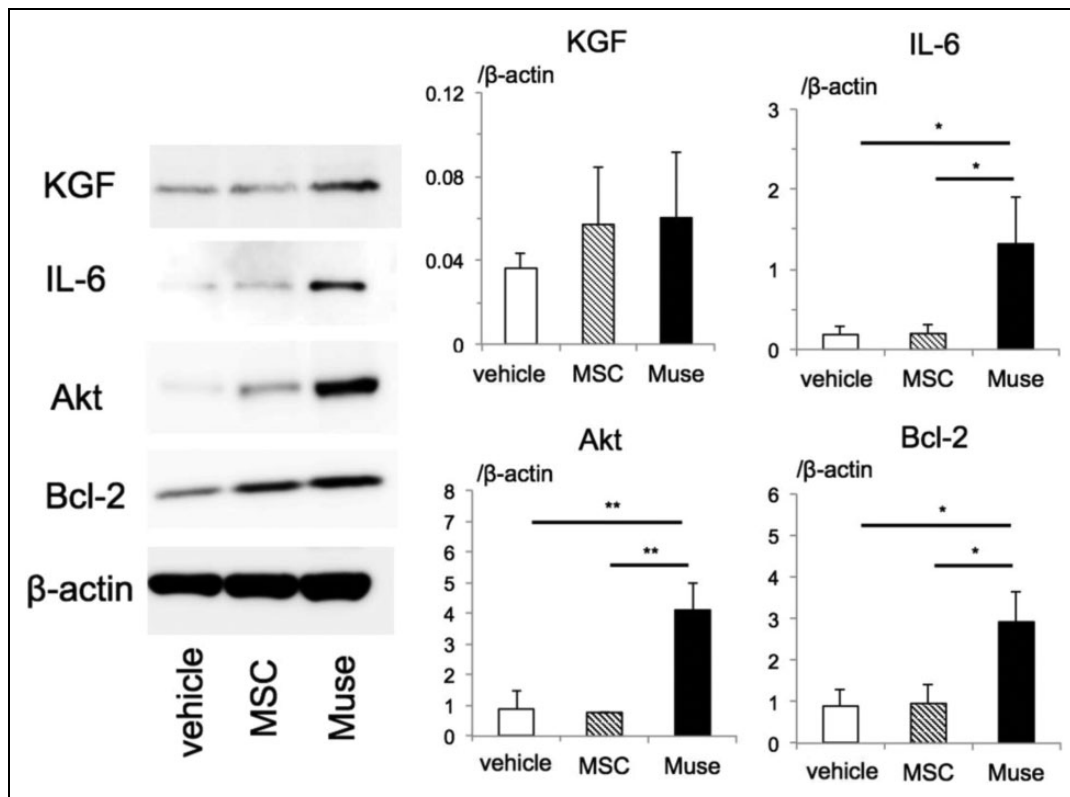 KGF
IL-6
Akt
Bcl-2
β-actin
vehicle
MSC
Muse
KGF
/β-actin
0.12
0.08
0.04
0
vehicle MSC Muse
IL-6
/β-actin
3
2
1
0
*
*
vehicle MSC Muse
Akt
/β-actin
8
7
6
5
4
3
2
1
0
**
**
vehicle MSC Muse
Bcl-2
/β-actin
6
5
4
3
2
1
0
*
*
vehicle MSC Muse